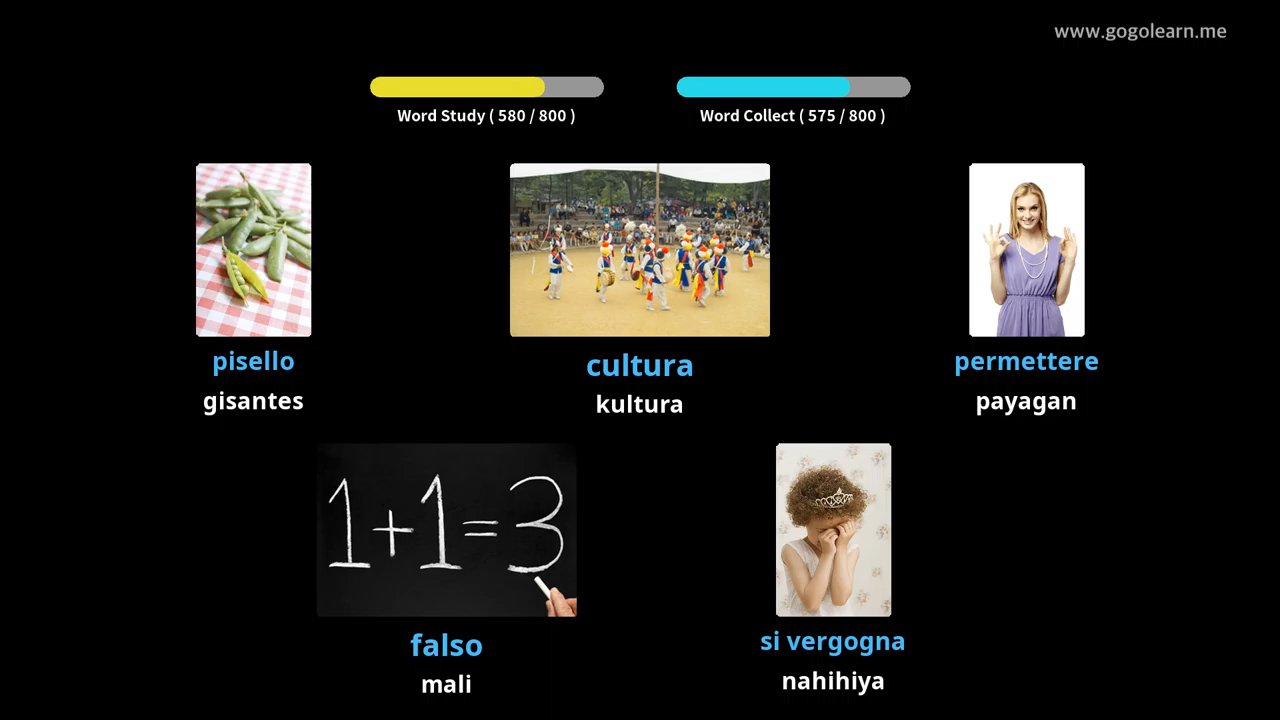 www.gogolearn.me
Word Study ( 580 / 800 )
Word Collect ( 575 / 800 )
pisello
gisantes
cultura
kultura
permettere
payagan
1+1=3
falso
mali
si vergogna
nahihiya